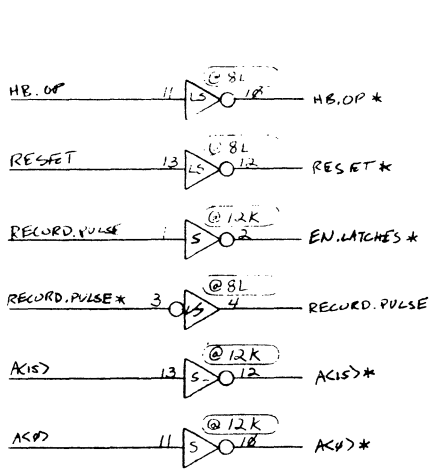 @ 8L
HB.OP 11 LS 10 HB.OP *
@ 8L
RESET 13 LS 12 RESET *
@ 12K
RECORD.PULSE 1 S 2 EN.LATCHES *
@ 8L
RECORD.PULSE * 3 LS 4 RECORD.PULSE
@ 12K
A<15> 13 S 12 A<15> *
@ 12K
A<0> 11 S 10 A<0> *